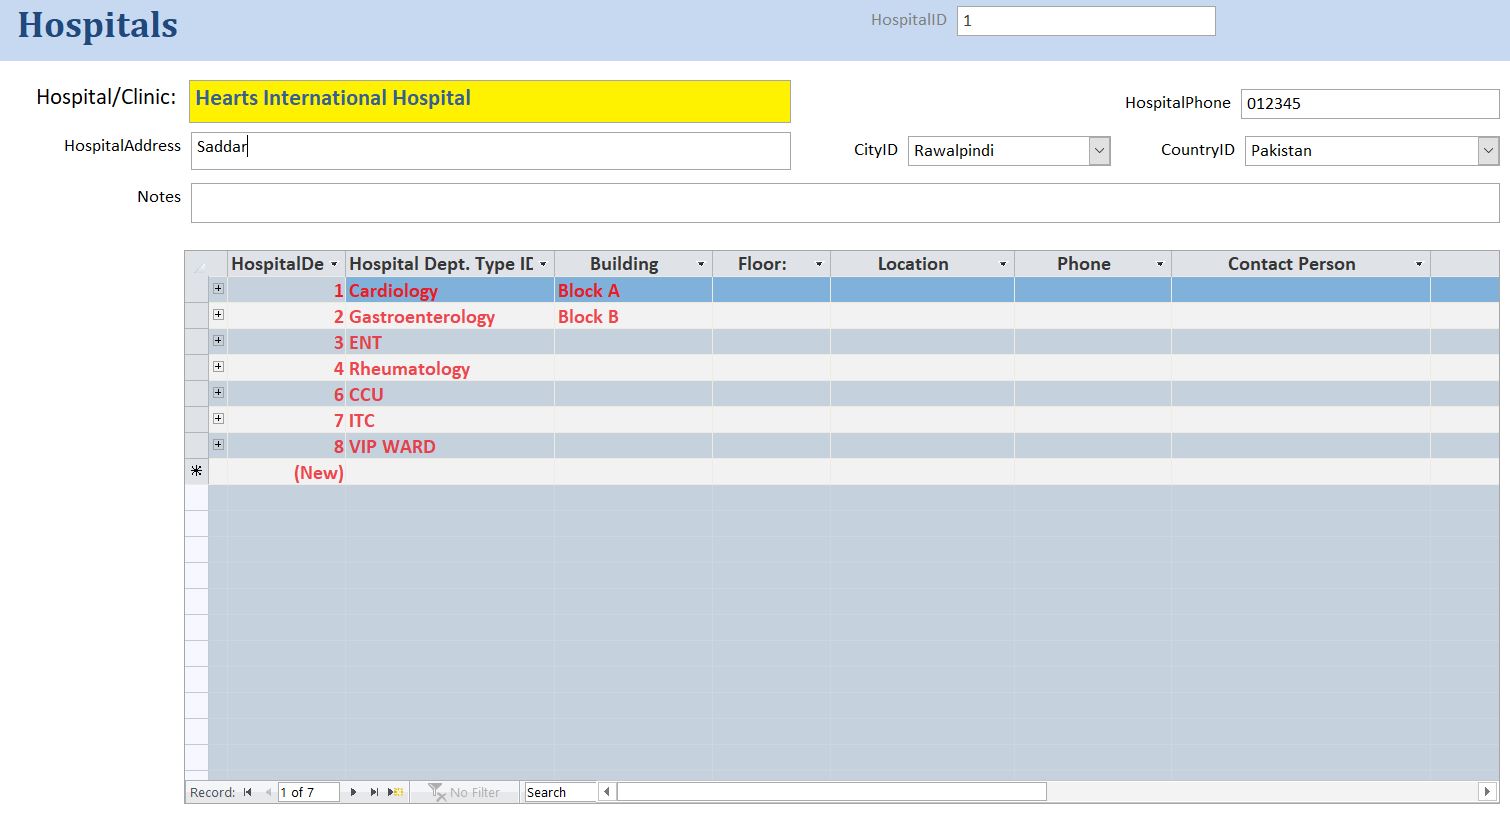 Hospitals HospitalID 1
Hospital/Clinic: Hearts International Hospital HospitalPhone 012345
HospitalAddress Saddar CityID Rawalpindi CountryID Pakistan
Notes
HospitalDe Hospital Dept. Type ID Building Floor: Location Phone Contact Person
1 Cardiology Block A
2 Gastroenterology Block B
3 ENT
4 Rheumatology
6 CCU
7 ITC
8 VIP WARD
(New)
Record: 1 of 7 No Filter Search